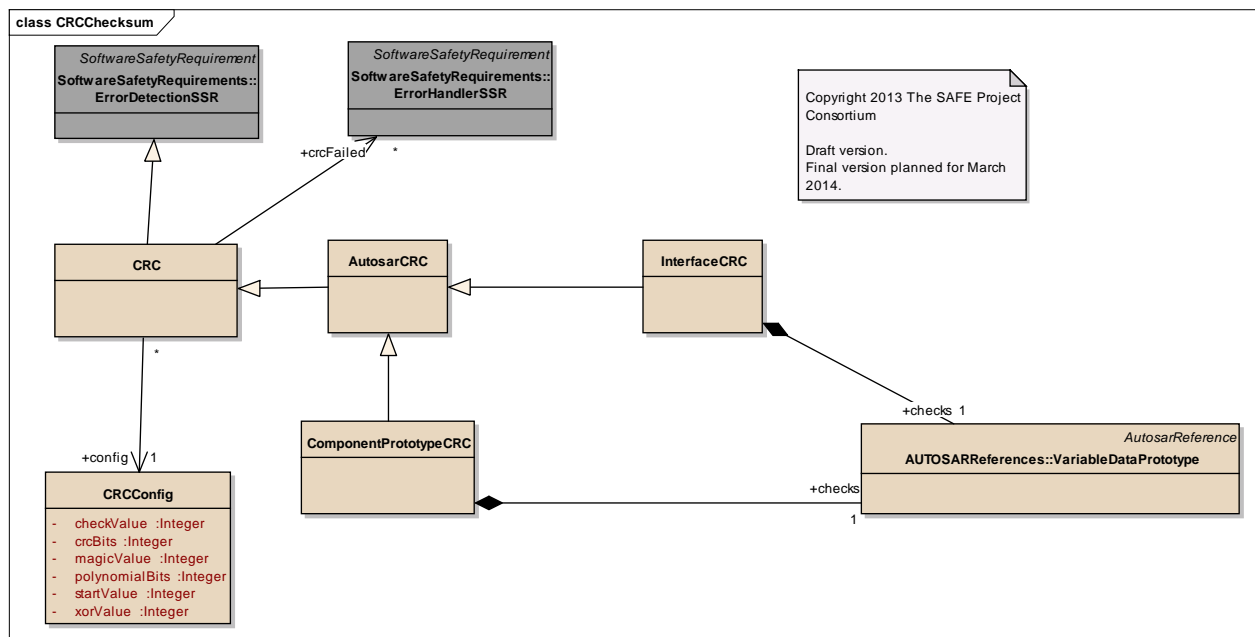 class CRCChecksum
SoftwareSafetyRequirement
SoftwareSafetyRequirements::
ErrorDetectionSSR
SoftwareSafetyRequirement
SoftwareSafetyRequirements::
ErrorHandlerSSR
Copyright 2013 The SAFE Project
Consortium
Draft version.
Final version planned for March
2014.
+crcFailed
*
CRC
AutosarCRC
InterfaceCRC
*
+checks 1
ComponentPrototypeCRC
AutosarReference
AUTOSARReferences::VariableDataPrototype
+config 1
+checks
1
CRCConfig
- checkValue :Integer
- crcBits :Integer
- magicValue :Integer
- polynomialBits :Integer
- startValue :Integer
- xorValue :Integer